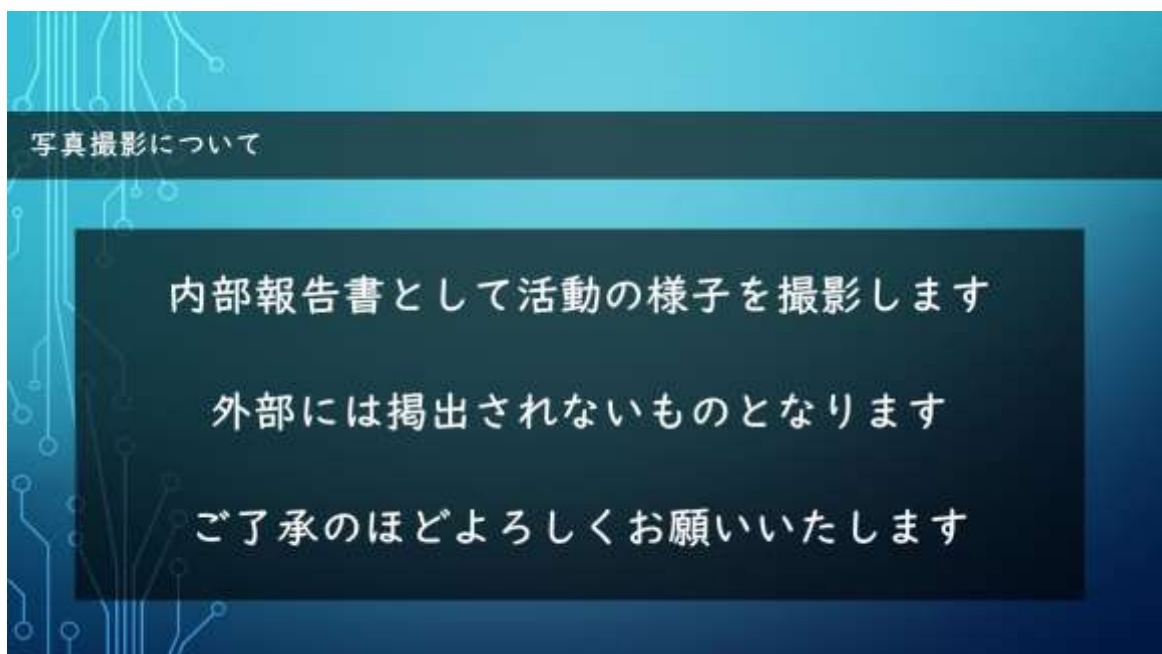 写真撮影について
内部報告書として活動の様子を撮影します
外部には掲出されないものとなります
ご了承のほどよろしくお願いいたします